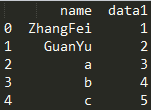 name data1
0 ZhangFei 1
1 GuanYu 2
2 a 3
3 b 4
4 c 5